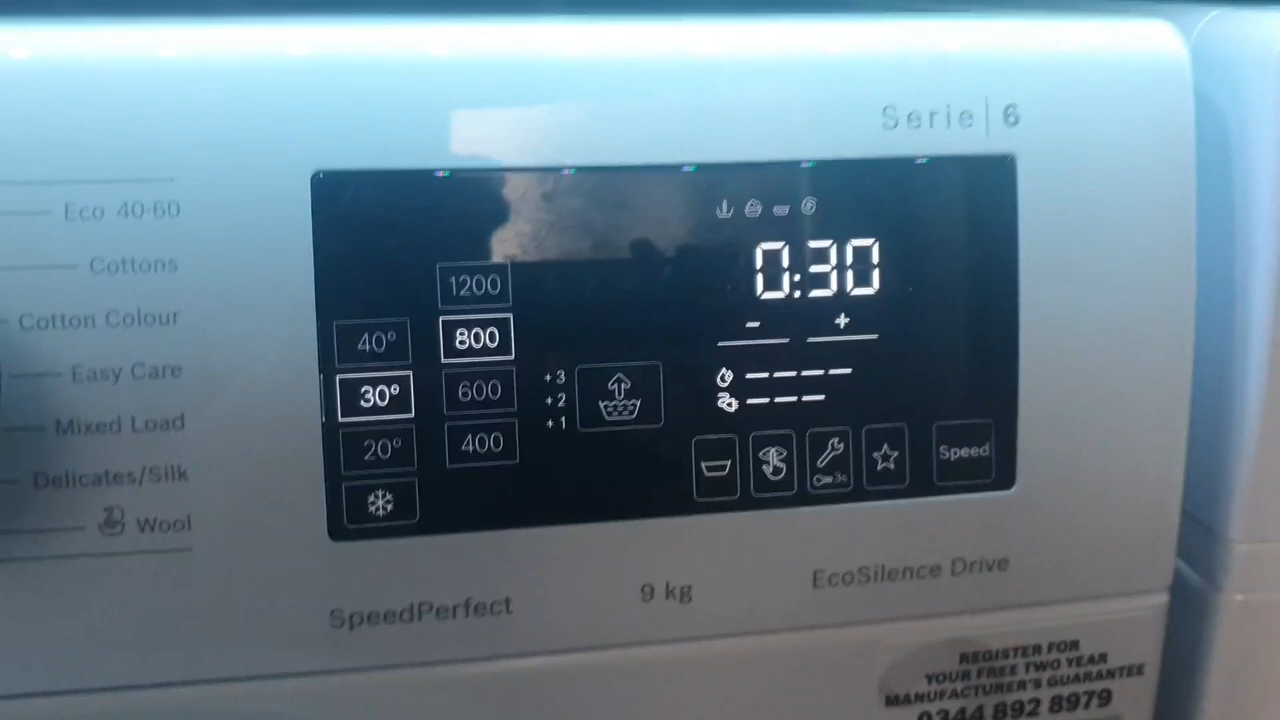 Serie | 6
Eco 40-60
Cottons
Cotton Colour
Easy Care
Mixed Load
Delicates/Silk
Wool
40°
30°
20°
1200
800
600
400
+3
+2
+1
0:30
- +
3s
Speed
SpeedPerfect
9 kg
EcoSilence Drive
REGISTER FOR
YOUR FREE TWO YEAR
MANUFACTURER'S GUARANTEE
0344 892 8979